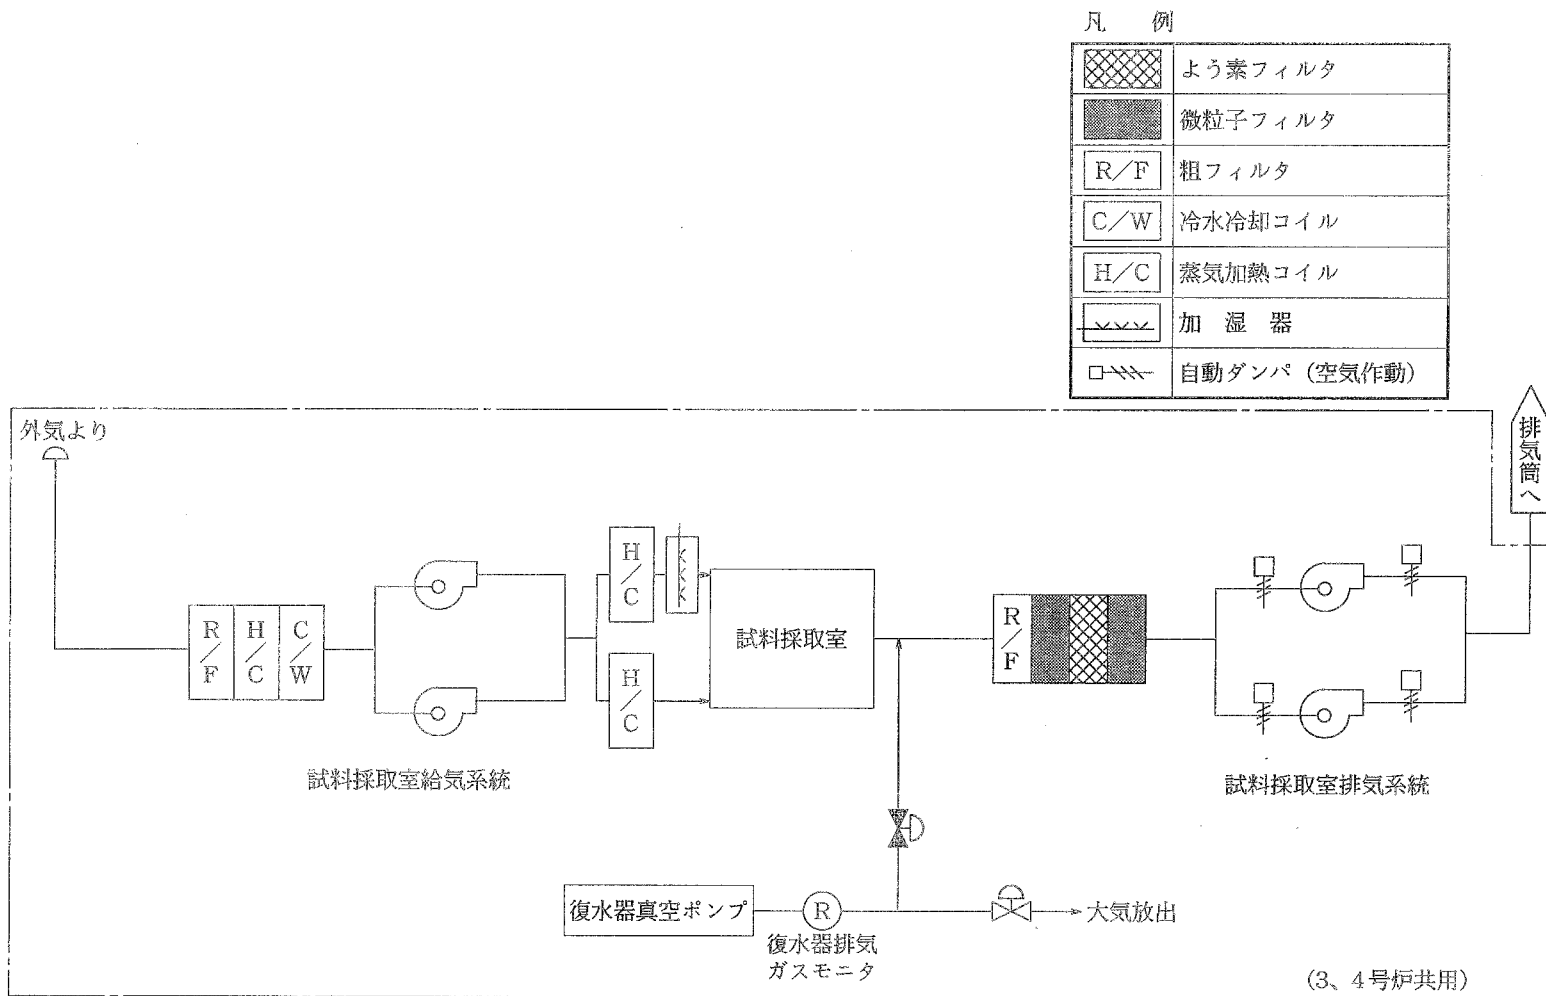 凡　例
よう素フィルタ
微粒子フィルタ
R／F 粗フィルタ
C／W 冷水冷却コイル
H／C 蒸気加熱コイル
加　湿　器
自動ダンパ（空気作動）
外気より
排気筒へ
R／F
H／C
C／W
H／C
H／C
試料採取室
R／F
試料採取室給気系統
試料採取室排気系統
復水器真空ポンプ
R
大気放出
復水器排気
ガスモニタ
（3、4号炉共用）